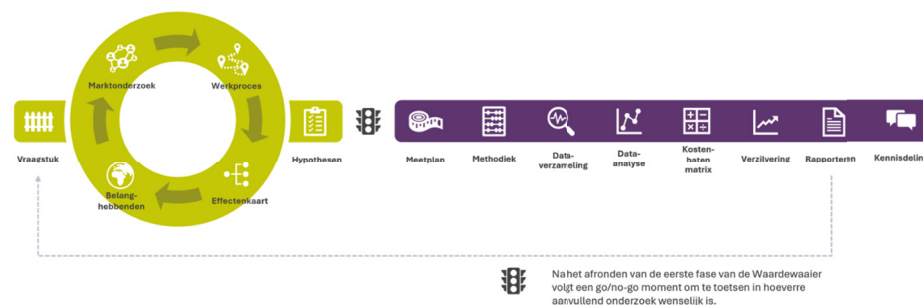 Marktonderzoek
Werkproces
Vraagstuk
Hypothesen
Belang-
hebbenden
Effectenkaart
Meetplan
Methodiek
Data-
verzameling
Data-
analyse
Kosten-
baten
matrix
Verzilvering
Rapporteren
Kennisdelin
Na het afronden van de eerste fase van de Waardewaaier
volgt een go/no-go moment om te toetsen in hoeverre
aanvullend onderzoek wenselijk is.